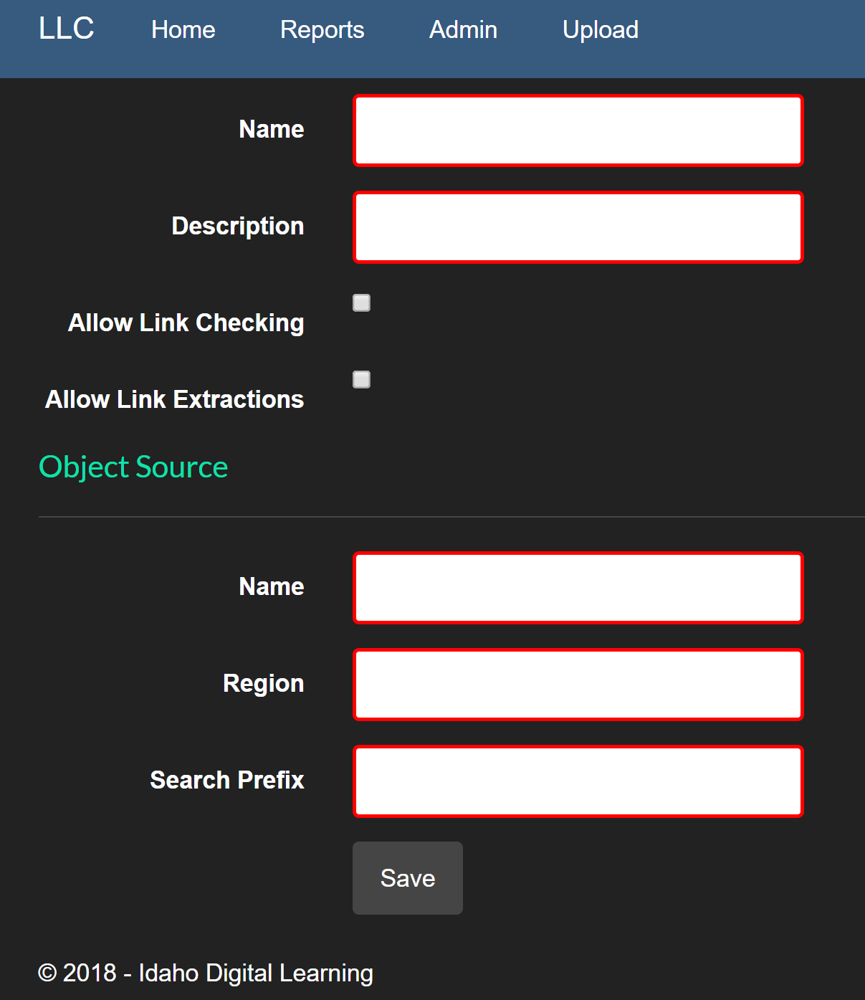 LLC Home Reports Admin Upload
Name
Description
Allow Link Checking
Allow Link Extractions
Object Source
Name
Region
Search Prefix
Save
© 2018 - Idaho Digital Learning